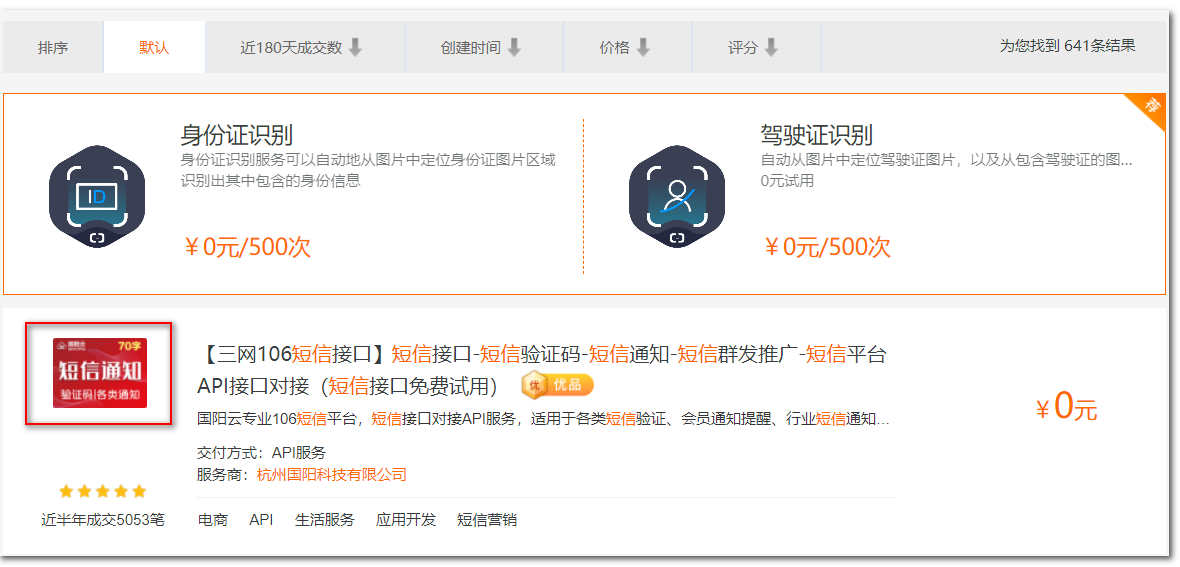 排序 默认 近180天成交数 创建时间 价格 评分 为您找到 641条结果
荐
身份证识别
身份证识别服务可以自动地从图片中定位身份证图片区域
识别出其中包含的身份信息
¥0元/500次
ID
驾驶证识别
自动从图片中定位驾驶证图片，以及从包含驾驶证的图...
0元试用
¥0元/500次
国阳云 70字
短信通知
验证码|各类通知
【三网106短信接口】短信接口-短信验证码-短信通知-短信群发推广-短信平台
API接口对接（短信接口免费试用） 优 优品
国阳云专业106短信平台，短信接口对接API服务，适用于各类短信验证、会员通知提醒、行业短信通知...
¥0元
交付方式：API服务
服务商：杭州国阳科技有限公司
近半年成交5053笔
电商 API 生活服务 应用开发 短信营销